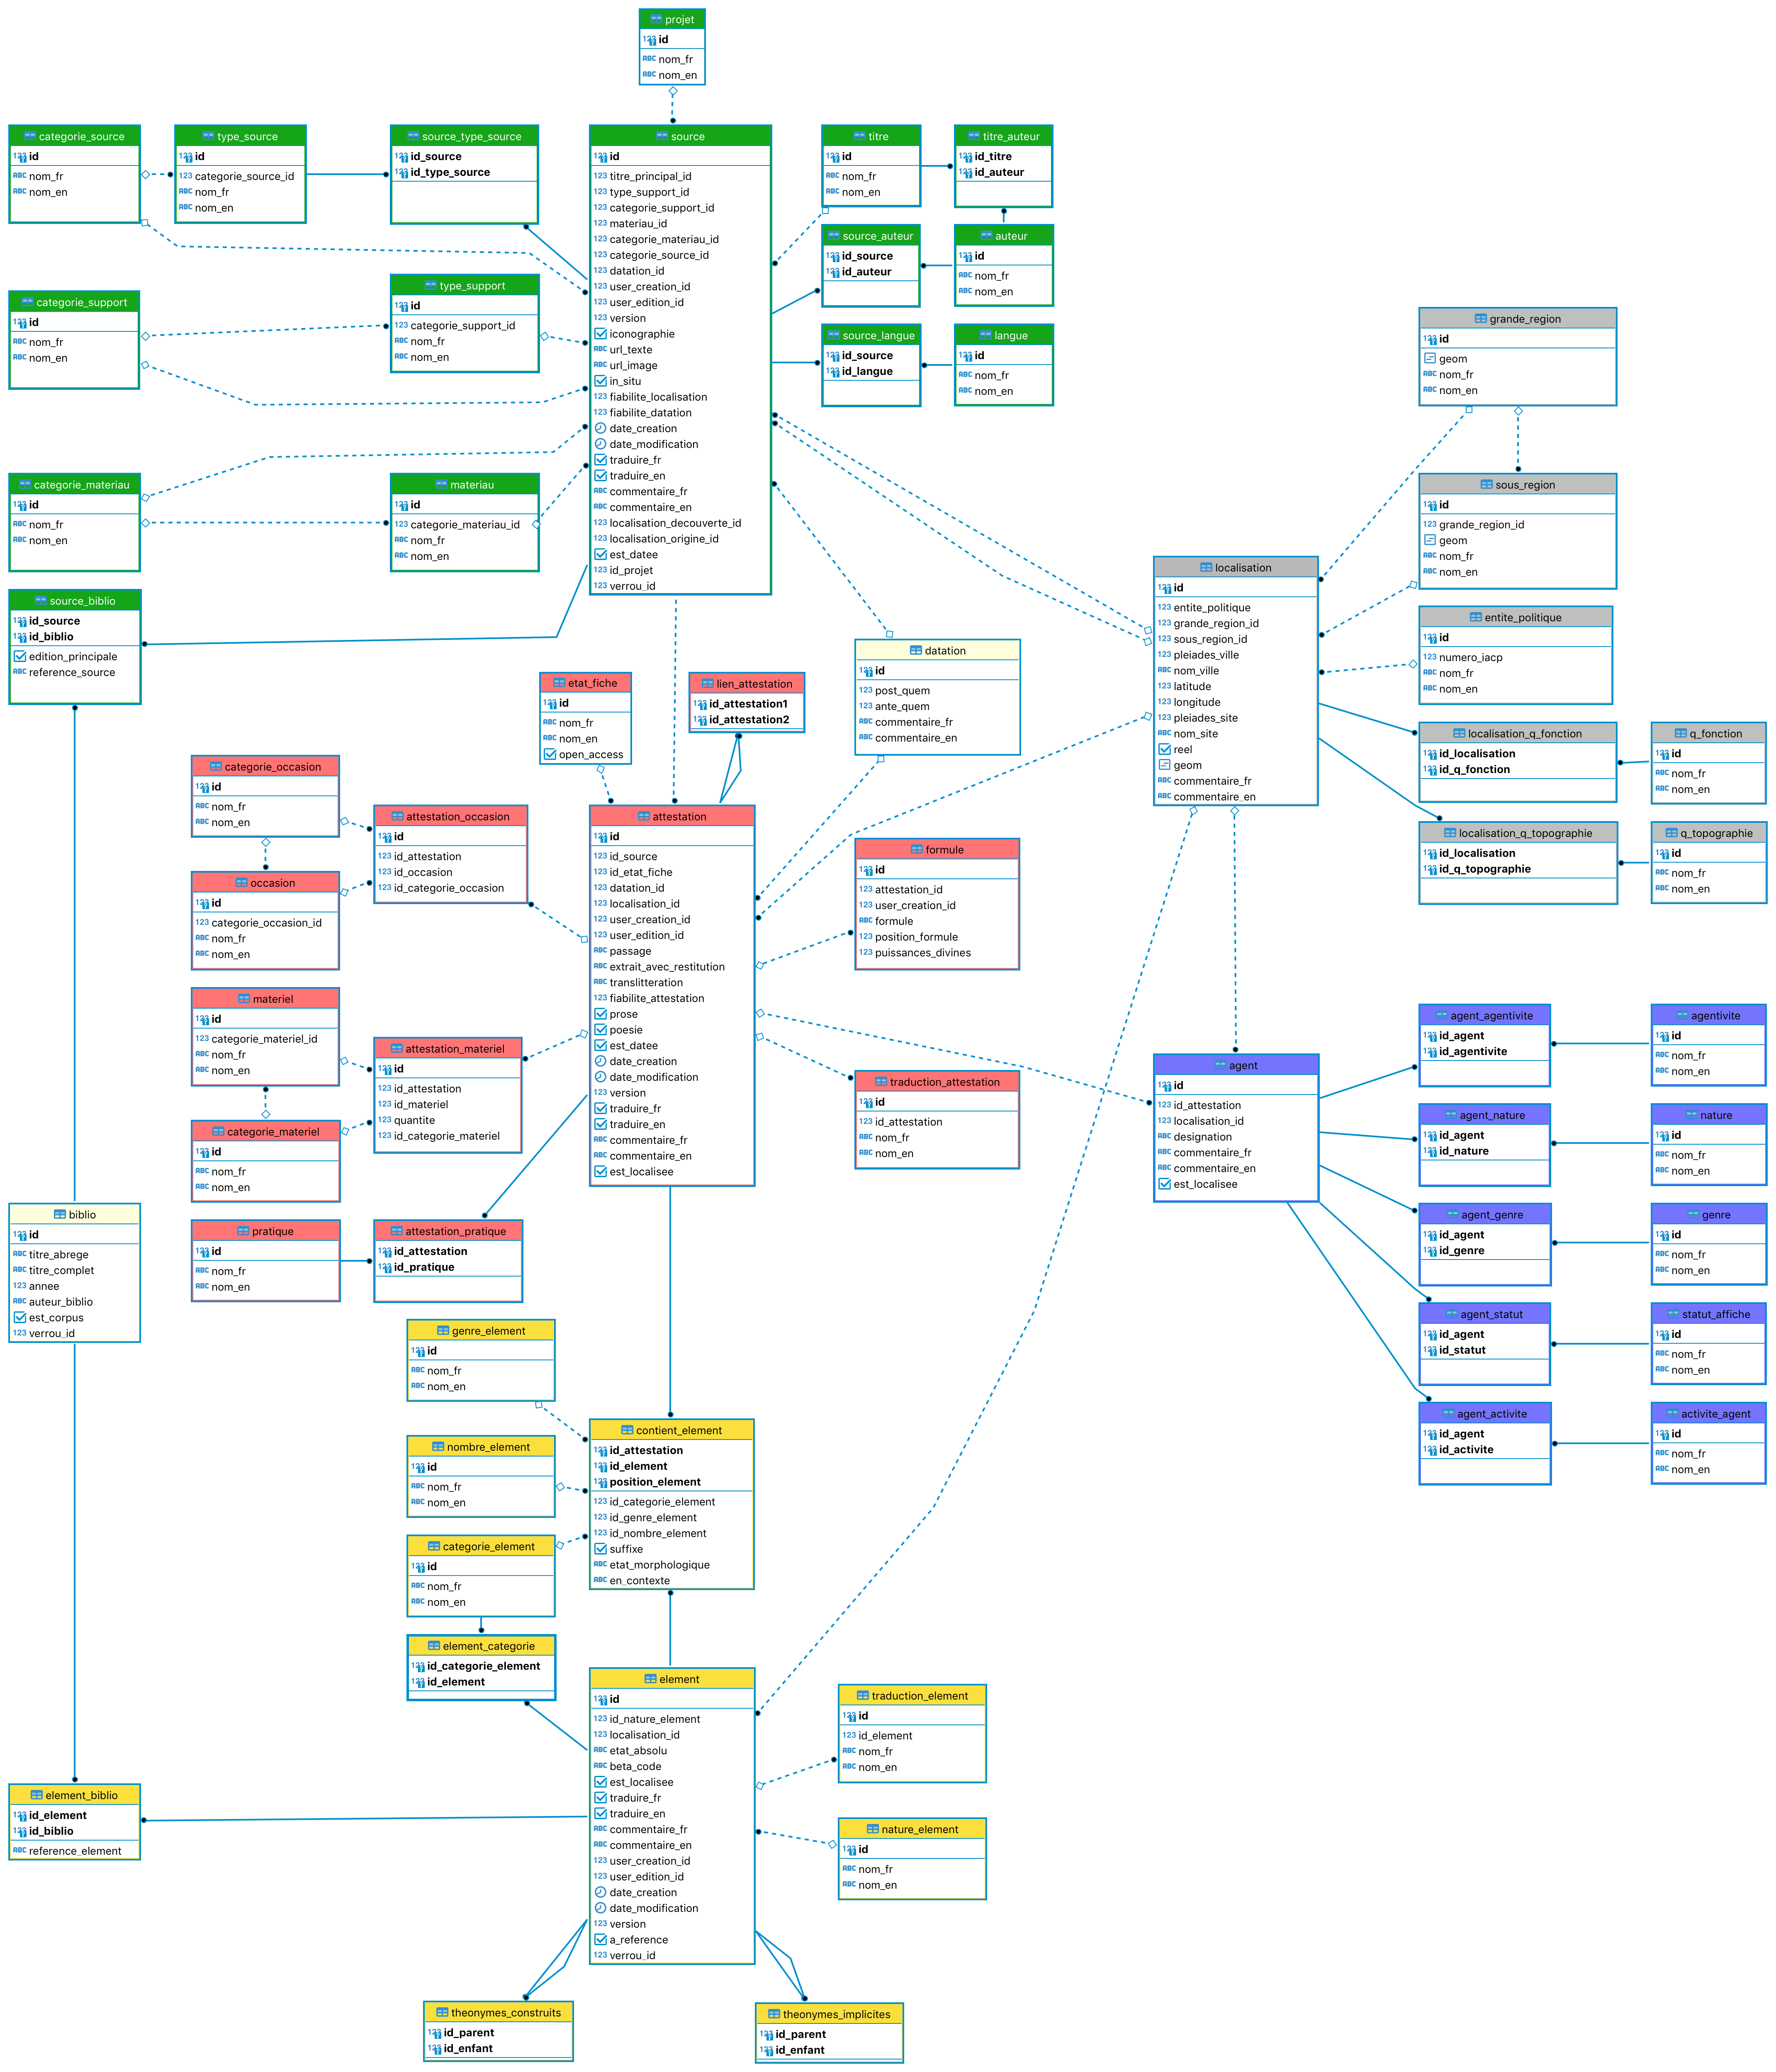 projet
id
nom_fr
nom_en
categorie_source
id
nom_fr
nom_en
type_source
id
categorie_source_id
nom_fr
nom_en
source_type_source
id_source
id_type_source
source
id
titre_principal_id
type_support_id
categorie_support_id
materiau_id
categorie_materiau_id
categorie_source_id
datation_id
user_creation_id
user_edition_id
version
iconographie
url_texte
url_image
in_situ
fiabilite_localisation
fiabilite_datation
date_creation
date_modification
traduire_fr
traduire_en
commentaire_fr
commentaire_en
localisation_decouverte_id
localisation_origine_id
est_datee
id_projet
verrou_id
titre
id
nom_fr
nom_en
titre_auteur
id_titre
id_auteur
source_auteur
id_source
id_auteur
auteur
id
nom_fr
nom_en
source_langue
id_source
id_langue
langue
id
nom_fr
nom_en
categorie_support
id
nom_fr
nom_en
type_support
id
categorie_support_id
nom_fr
nom_en
categorie_materiau
id
nom_fr
nom_en
materiau
id
categorie_materiau_id
nom_fr
nom_en
source_biblio
id_source
id_biblio
edition_principale
reference_source
grande_region
id
geom
nom_fr
nom_en
sous_region
id
grande_region_id
geom
nom_fr
nom_en
localisation
id
entite_politique
grande_region_id
sous_region_id
pleiades_ville
nom_ville
latitude
longitude
pleiades_site
nom_site
reel
geom
commentaire_fr
commentaire_en
entite_politique
id
numero_iacp
nom_fr
nom_en
localisation_q_fonction
id_localisation
id_q_fonction
q_fonction
id
nom_fr
nom_en
localisation_q_topographie
id_localisation
id_q_topographie
q_topographie
id
nom_fr
nom_en
datation
id
post_quem
ante_quem
commentaire_fr
commentaire_en
etat_fiche
id
nom_fr
nom_en
open_access
lien_attestation
id_attestation1
id_attestation2
categorie_occasion
id
nom_fr
nom_en
attestation_occasion
id
id_attestation
id_occasion
id_categorie_occasion
occasion
id
categorie_occasion_id
nom_fr
nom_en
attestation
id
id_source
id_etat_fiche
datation_id
localisation_id
user_creation_id
user_edition_id
passage
extrait_avec_restitution
translitteration
fiabilite_attestation
prose
poesie
est_datee
date_creation
date_modification
version
traduire_fr
traduire_en
commentaire_fr
commentaire_en
est_localisee
formule
id
attestation_id
user_creation_id
formule
position_formule
puissances_divines
materiel
id
categorie_materiel_id
nom_fr
nom_en
attestation_materiel
id
id_attestation
id_materiel
quantite
id_categorie_materiel
categorie_materiel
id
nom_fr
nom_en
traduction_attestation
id
id_attestation
nom_fr
nom_en
agent
id
id_attestation
localisation_id
designation
commentaire_fr
commentaire_en
est_localisee
agent_agentivite
id_agent
id_agentivite
agentivite
id
nom_fr
nom_en
agent_nature
id_agent
id_nature
nature
id
nom_fr
nom_en
agent_genre
id_agent
id_genre
genre
id
nom_fr
nom_en
agent_statut
id_agent
id_statut
statut_affiche
id
nom_fr
nom_en
agent_activite
id_agent
id_activite
activite_agent
id
nom_fr
nom_en
biblio
id
titre_abrege
titre_complet
annee
auteur_biblio
est_corpus
verrou_id
pratique
id
nom_fr
nom_en
attestation_pratique
id_attestation
id_pratique
genre_element
id
nom_fr
nom_en
nombre_element
id
nom_fr
nom_en
contient_element
id_attestation
id_element
position_element
id_categorie_element
id_genre_element
id_nombre_element
suffixe
etat_morphologique
en_contexte
categorie_element
id
nom_fr
nom_en
element_categorie
id_categorie_element
id_element
element
id
id_nature_element
localisation_id
etat_absolu
beta_code
est_localisee
traduire_fr
traduire_en
commentaire_fr
commentaire_en
user_creation_id
user_edition_id
date_creation
date_modification
version
a_reference
verrou_id
traduction_element
id
id_element
nom_fr
nom_en
nature_element
id
nom_fr
nom_en
element_biblio
id_element
id_biblio
reference_element
theonymes_construits
id_parent
id_enfant
theonymes_implicites
id_parent
id_enfant